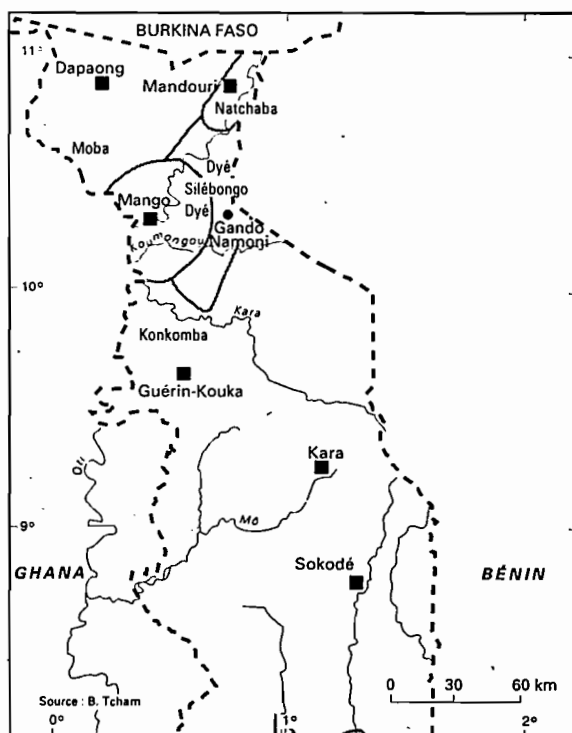 BURKINA FASO
11°
Dapaong
Mandouri
Natchaba
Moba
Dyé
Silébongo
Mango
Dyé
Gando
Namoni
Koumongou
10°
Kara
Konkomba
Guérin-Kouka
Kara
Oti
Mô
9°
Sokodé
GHANA
BÉNIN
0 30 60 km
Source : B. Tcham
0° 1° 2°